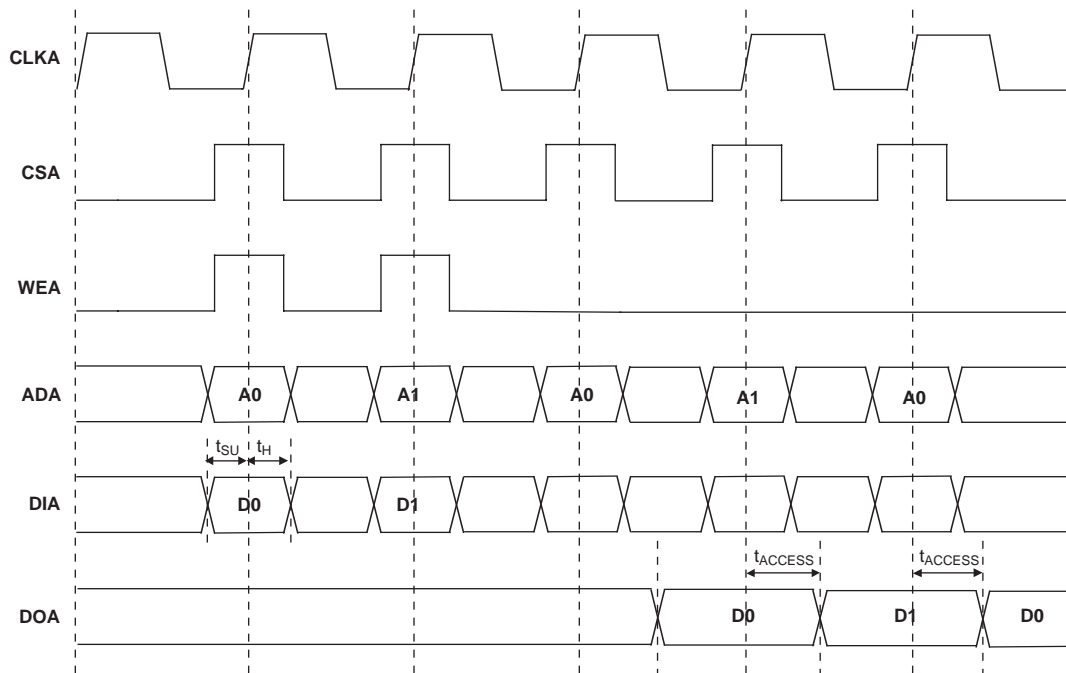 CLKA
CSA
WEA
ADA A0 A1 A0 A1 A0
tSU tH
DIA D0 D1
tACCESS tACCESS
DOA D0 D1 D0